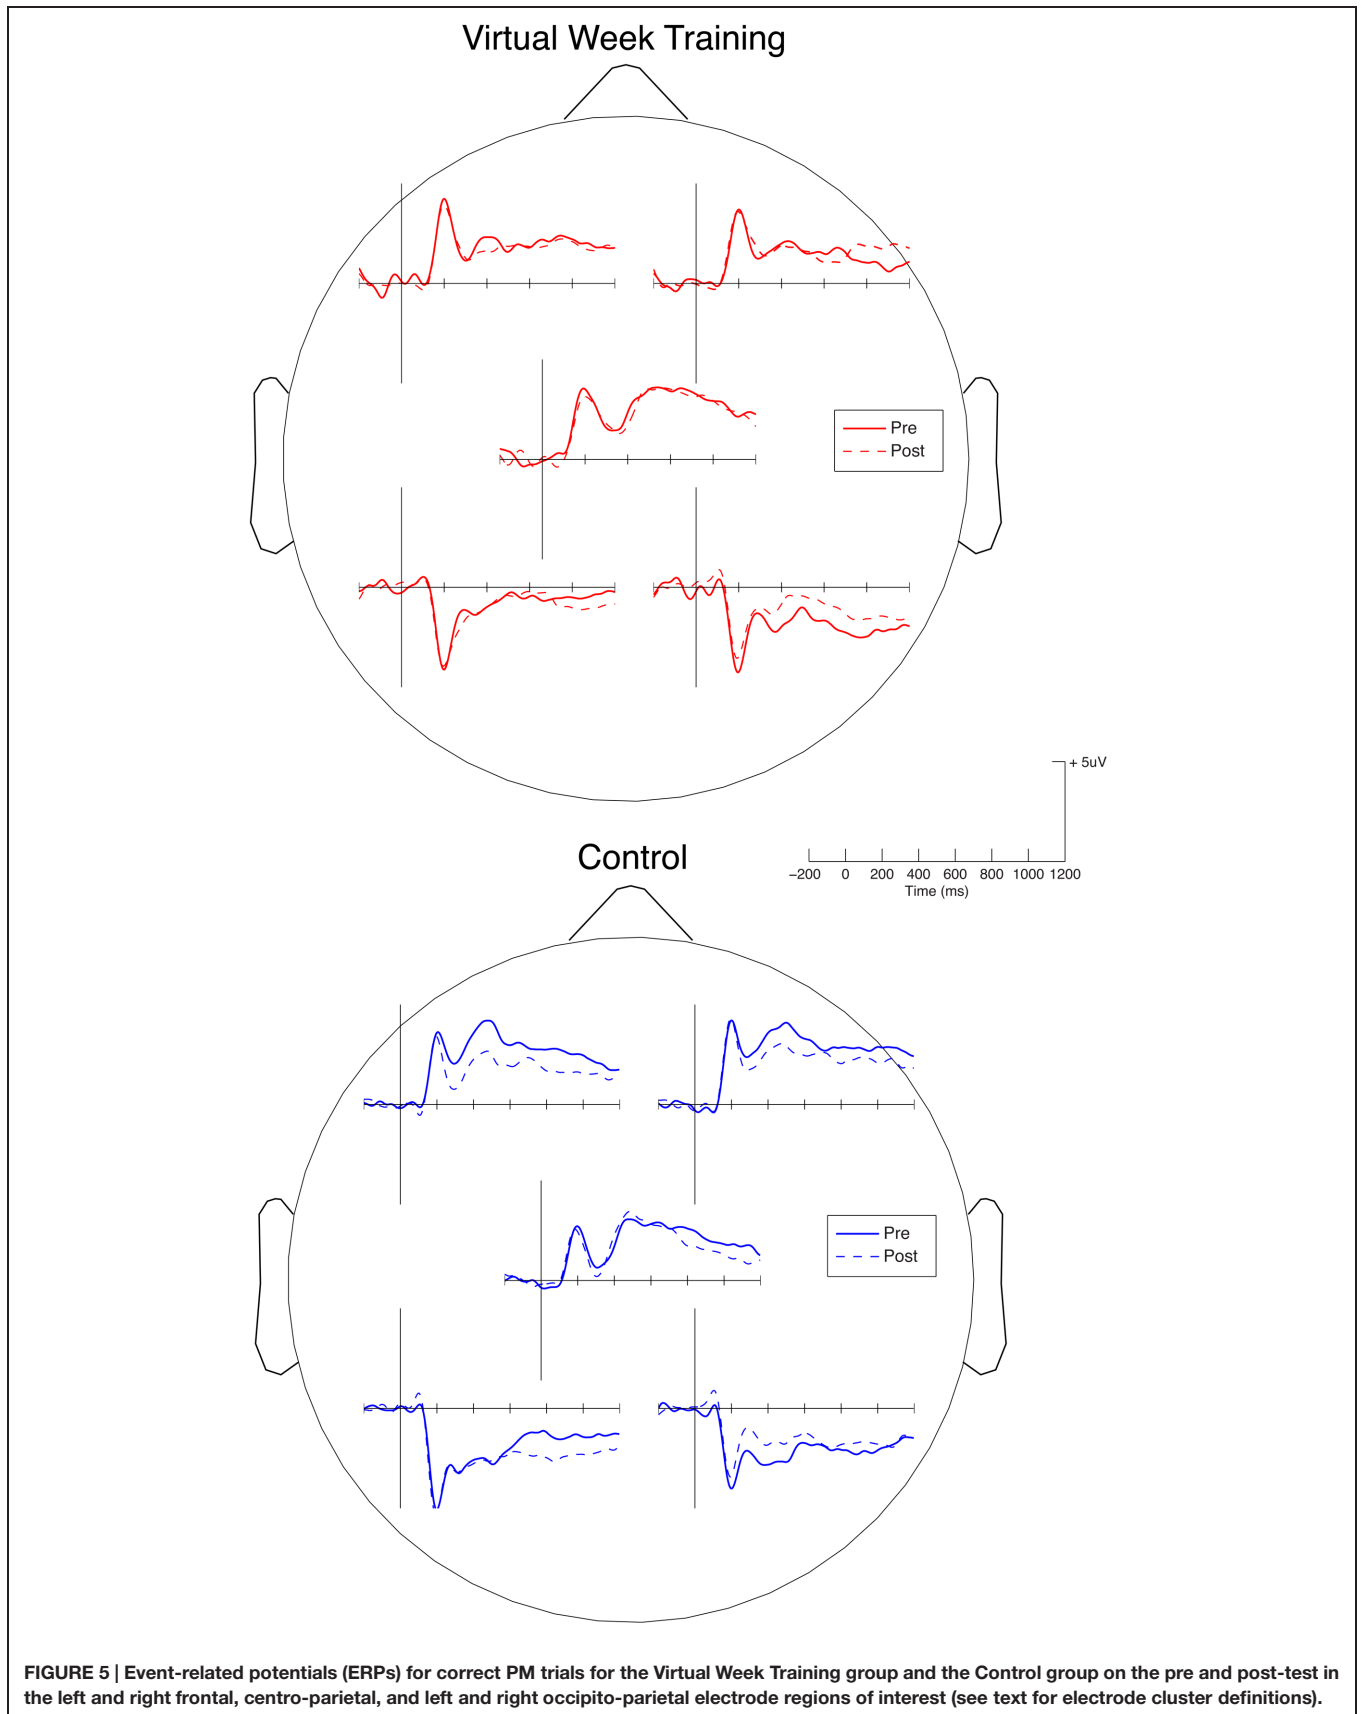 Virtual Week Training
Pre
Post
+ 5uV
−200 0 200 400 600 800 1000 1200
Time (ms)
Control
Pre
Post
FIGURE 5 | Event-related potentials (ERPs) for correct PM trials for the Virtual Week Training group and the Control group on the pre and post-test in
the left and right frontal, centro-parietal, and left and right occipito-parietal electrode regions of interest (see text for electrode cluster definitions).